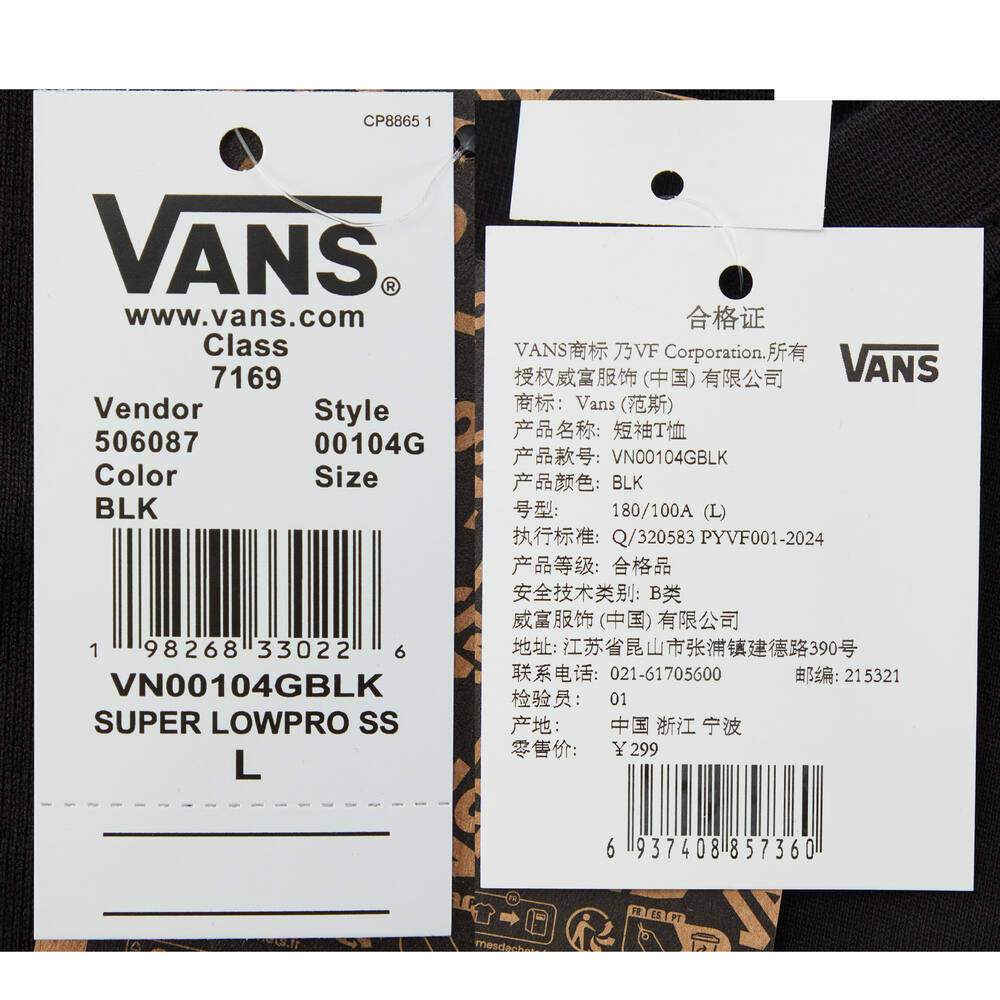 CP8865 1
VANS®
www.vans.com
Class
7169
Vendor Style
506087 00104G
Color Size
BLK
1 98268 33022 6
VN00104GBLK
SUPER LOWPRO SS
L
合格证
VANS商标 乃VF Corporation.所有
授权威富服饰 (中国) 有限公司
VANS
商标: Vans (范斯)
产品名称: 短袖T恤
产品款号: VN00104GBLK
产品颜色: BLK
号型: 180/100A (L)
执行标准: Q/320583 PYVF001-2024
产品等级: 合格品
安全技术类别: B类
威富服饰 (中国) 有限公司
地址: 江苏省昆山市张浦镇建德路390号
联系电话: 021-61705600 邮编: 215321
检验员: 01
产地: 中国 浙江 宁波
零售价: ¥299
6 937408 857360
FR
FR | ES | PT